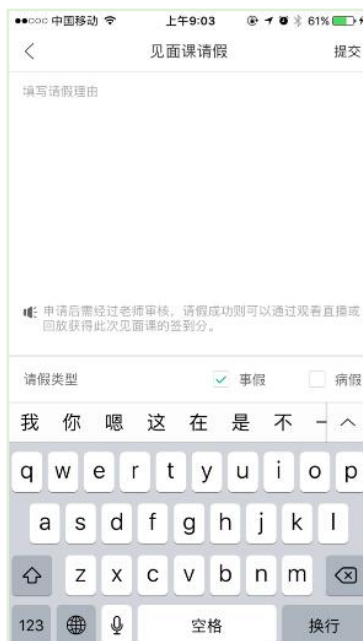 中国移动 上午9:03 61%
见面课请假 提交
填写请假理由
申请后需经过老师审核，请假成功则可以通过观看直播或
回放获得此次见面课的签到分。
请假类型 事假 病假
我 你 嗯 这 在 是 不 一
q w e r t y u i o p
a s d f g h j k l
z x c v b n m
123 空格 换行